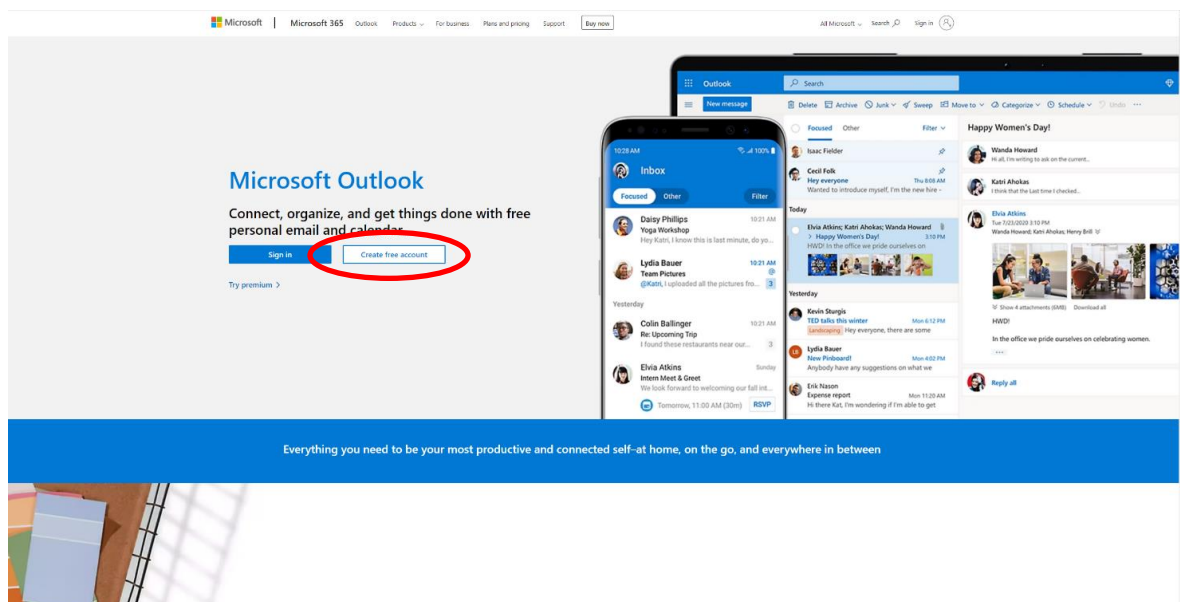 Microsoft
Microsoft 365
Outlook
Products
For business
Plans and pricing
Support
Buy now
All Microsoft
Search
Sign in
Microsoft Outlook
Connect, organize, and get things done with free
personal email and calendar
Sign in
Create free account
Try premium >
10:28 AM
100%
Inbox
Focused
Other
Filter
Daisy Phillips
10:21 AM
Yoga Workshop
Hey Katri, I know this is last minute, do yo...
Lydia Bauer
10:21 AM
Team Pictures
@
@Katri, I uploaded all the pictures fro...
3
Yesterday
Colin Ballinger
10:21 AM
Re: Upcoming Trip
I found these restaurants near our...
3
Elvia Atkins
Sunday
Intern Meet & Greet
We look forward to welcoming our fall int...
Tomorrow, 11:00 AM (30m)
RSVP
Outlook
Search
New message
Delete
Archive
Junk
Sweep
Move to
Categorize
Schedule
Undo
...
Focused
Other
Filter
Isaac Fielder
Cecil Folk
Hey everyone
Thu 8:08 AM
Wanted to introduce myself, I'm the new hire -
Today
Elvia Atkins; Katri Ahokas; Wanda Howard
> Happy Women's Day!
3:10 PM
HWD! In the office we pride ourselves on
Yesterday
Kevin Sturgis
TED talks this winter
Mon 6:12 PM
Landscaping
Hey everyone, there are some
LB
Lydia Bauer
New Pinboard!
Mon 4:02 PM
Anybody have any suggestions on what we
Erik Nason
Expense report
Mon 11:20 AM
Hi there Kat, I'm wondering if I'm able to get
Happy Women's Day!
Wanda Howard
Hi all, I'm writing to ask on the current..
Katri Ahokas
I think that the Last time I checked..
Elvia Atkins
Tue 7/23/2020 3:10 PM
Wanda Howard; Katri Ahokas; Henry Brill
Show 4 attachments (6MB)
Download all
HWD!
In the office we pride ourselves on celebrating women.
...
Reply all
Everything you need to be your most productive and connected self–at home, on the go, and everywhere in between